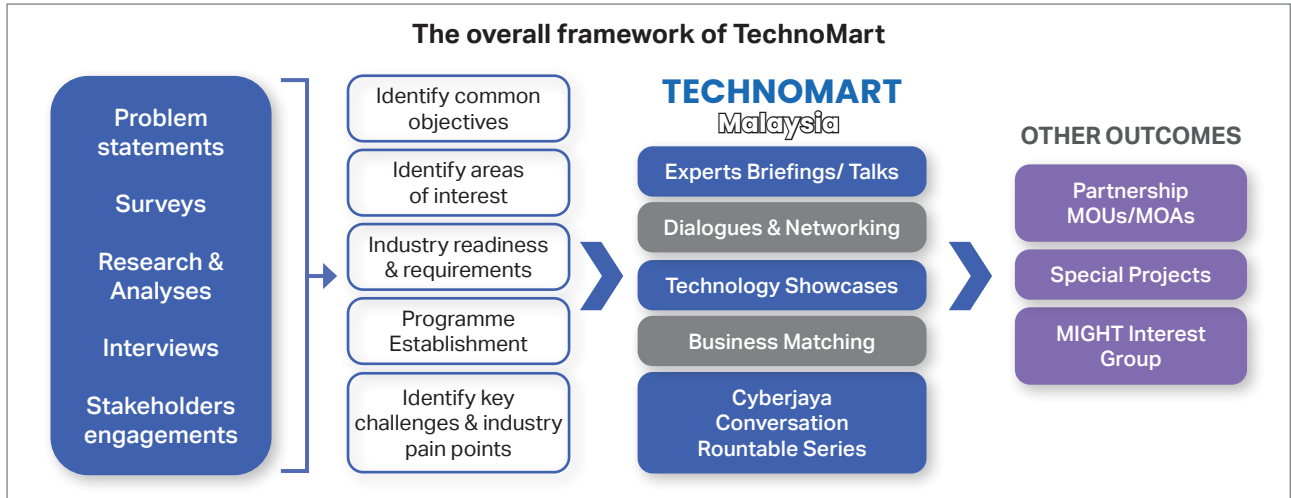 The overall framework of TechnoMart
Problem
statements
Surveys
Research &
Analyses
Interviews
Stakeholders
engagements
Identify common
objectives
Identify areas
of interest
Industry readiness
& requirements
Programme
Establishment
Identify key
challenges & industry
pain points
TECHNOMART
Malaysia
Experts Briefings/ Talks
Dialogues & Networking
Technology Showcases
Business Matching
Cyberjaya
Conversation
Rountable Series
OTHER OUTCOMES
Partnership
MOUs/MOAs
Special Projects
MIGHT Interest
Group